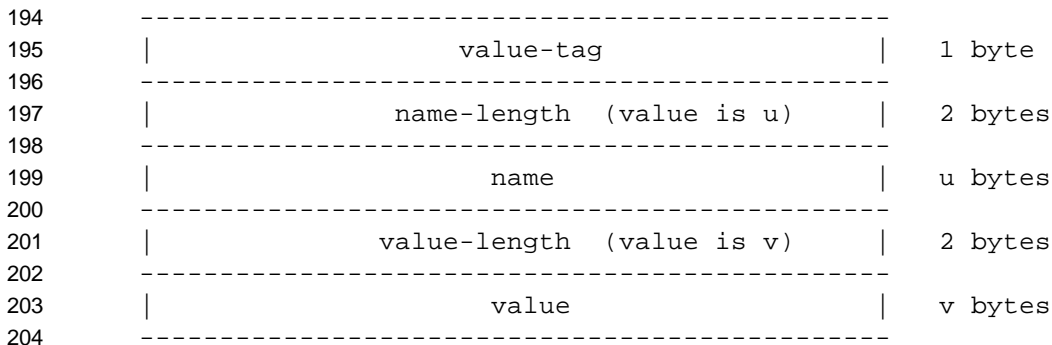 194 -----------------------------------------------
195 | value-tag | 1 byte
196 -----------------------------------------------
197 | name-length (value is u) | 2 bytes
198 -----------------------------------------------
199 | name | u bytes
200 -----------------------------------------------
201 | value-length (value is v) | 2 bytes
202 -----------------------------------------------
203 | value | v bytes
204 -----------------------------------------------